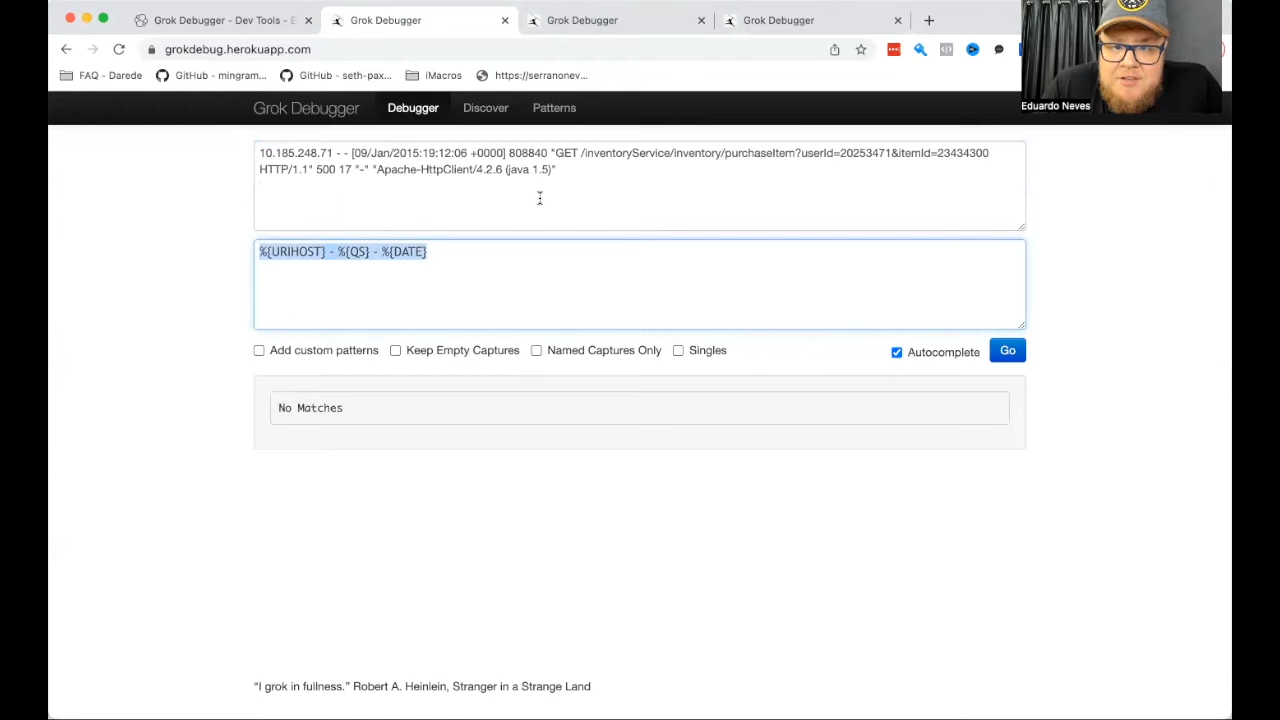 Grok Debugger - Dev Tools - E
Grok Debugger
Grok Debugger
Grok Debugger
grokdebug.herokuapp.com
FAQ - Darede
GitHub - mingram...
GitHub - seth-pax...
iMacros
https://serranonev...
Eduardo Neves
Grok Debugger Debugger Discover Patterns
10.185.248.71 - - [09/Jan/2015:19:12:06 +0000] 808840 "GET /inventoryService/inventory/purchaseItem?userId=20253471&itemId=23434300
HTTP/1.1" 500 17 "-" "Apache-HttpClient/4.2.6 (java 1.5)"
%{URIHOST} - %{QS} - %{DATE}
Add custom patterns Keep Empty Captures Named Captures Only Singles Autocomplete Go
No Matches
“I grok in fullness.” Robert A. Heinlein, Stranger in a Strange Land